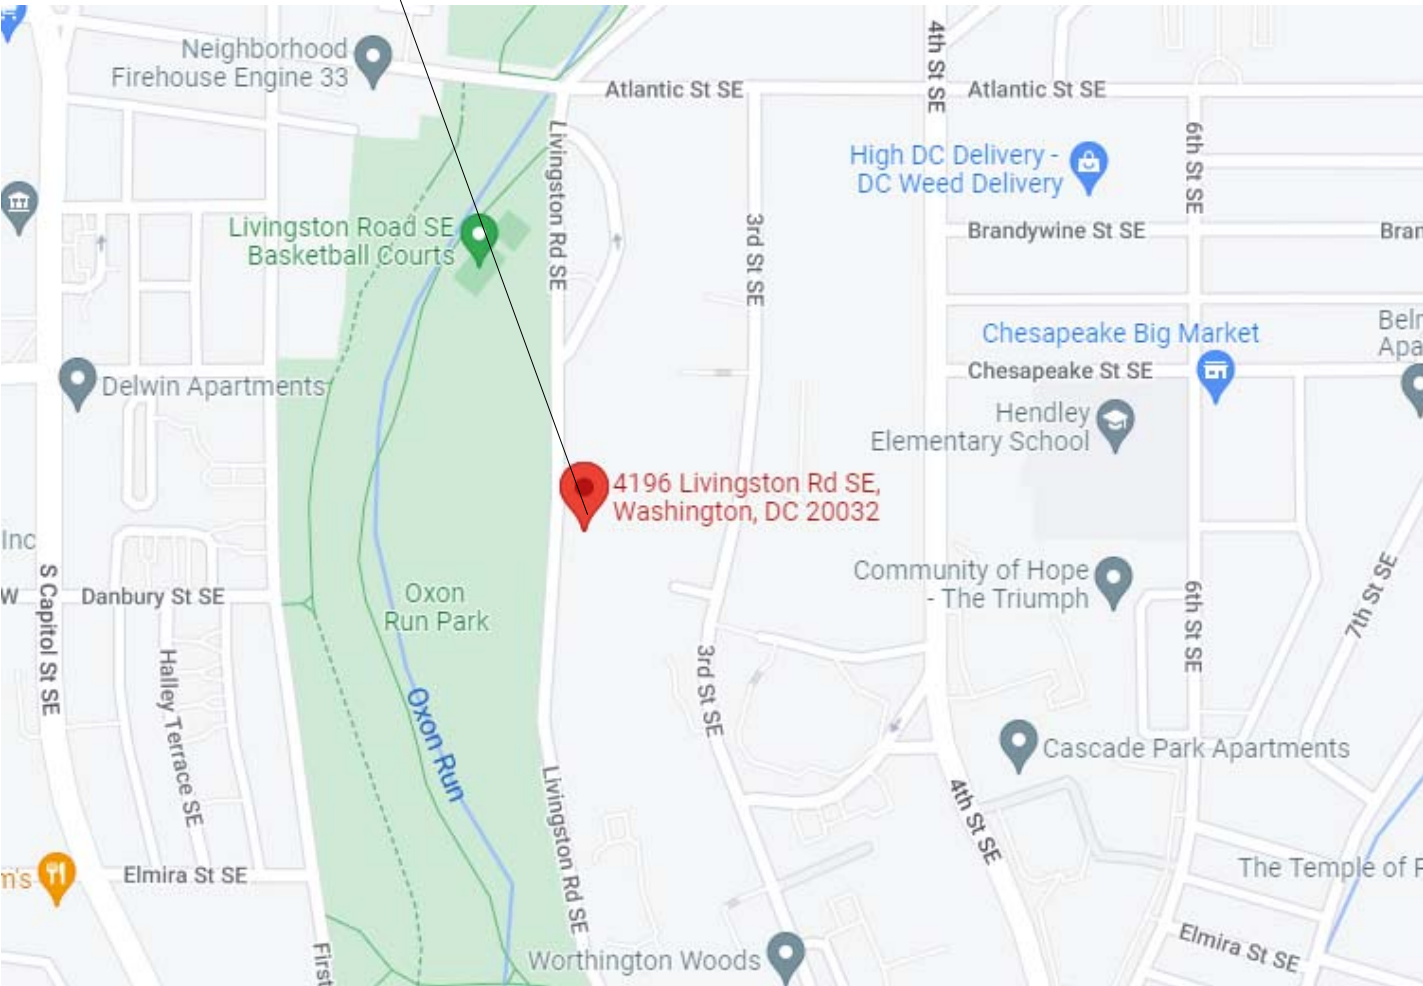 Neighborhood
Firehouse Engine 33
Atlantic St SE
4th St SE
Atlantic St SE
Livingston Rd SE
6th St SE
High DC Delivery -
DC Weed Delivery
Livingston Road SE
Basketball Courts
3rd St SE
Brandywine St SE
Bran
Chesapeake Big Market
Beln
Apa
Delwin Apartments
Chesapeake St SE
Hendley
Elementary School
4196 Livingston Rd SE,
Washington, DC 20032
Inc
S Capitol St SE
W
Danbury St SE
Oxon
Run Park
Community of Hope
- The Triumph
6th St SE
7th St SE
Halley Terrace SE
3rd St SE
Oxon Run
Cascade Park Apartments
Livingston Rd SE
4th St SE
m's
Elmira St SE
The Temple of P
First
Worthington Woods
Elmira St SE